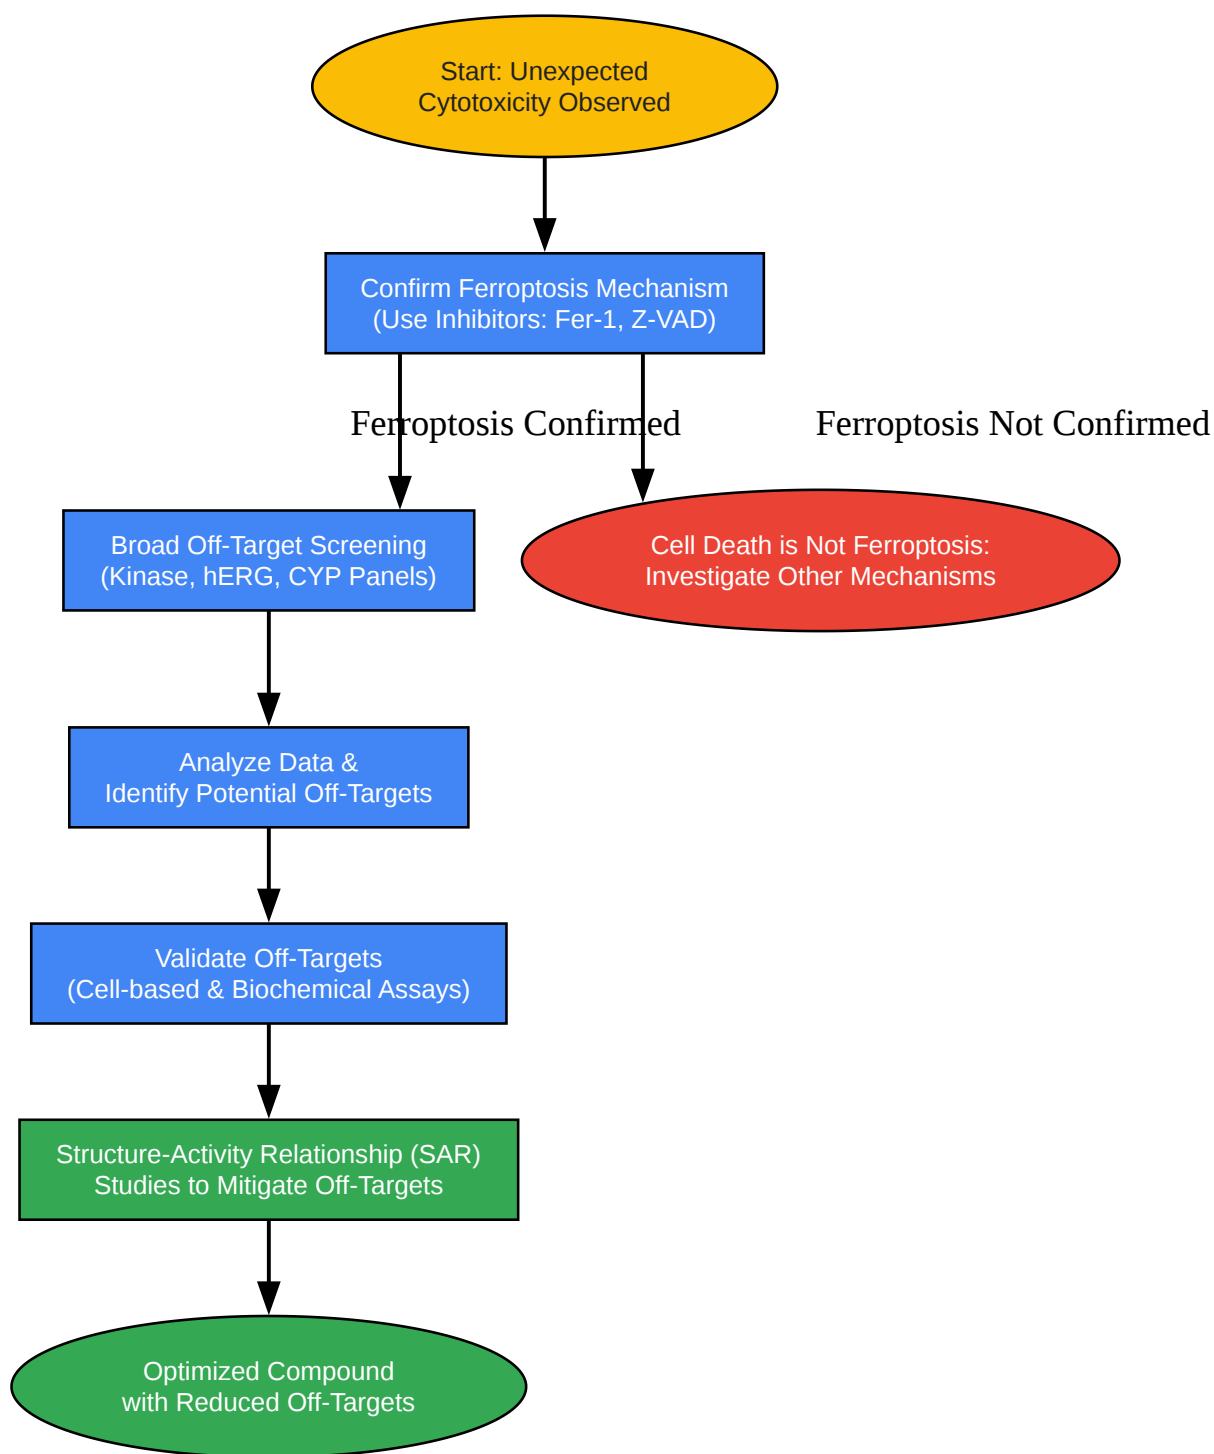 Start: Unexpected
Cytotoxicity Observed
Confirm Ferroptosis Mechanism
(Use Inhibitors: Fer-1, Z-VAD)
Ferroptosis Confirmed
Ferroptosis Not Confirmed
Broad Off-Target Screening
(Kinase, hERG, CYP Panels)
Cell Death is Not Ferroptosis:
Investigate Other Mechanisms
Analyze Data &
Identify Potential Off-Targets
Validate Off-Targets
(Cell-based & Biochemical Assays)
Structure-Activity Relationship (SAR)
Studies to Mitigate Off-Targets
Optimized Compound
with Reduced Off-Targets